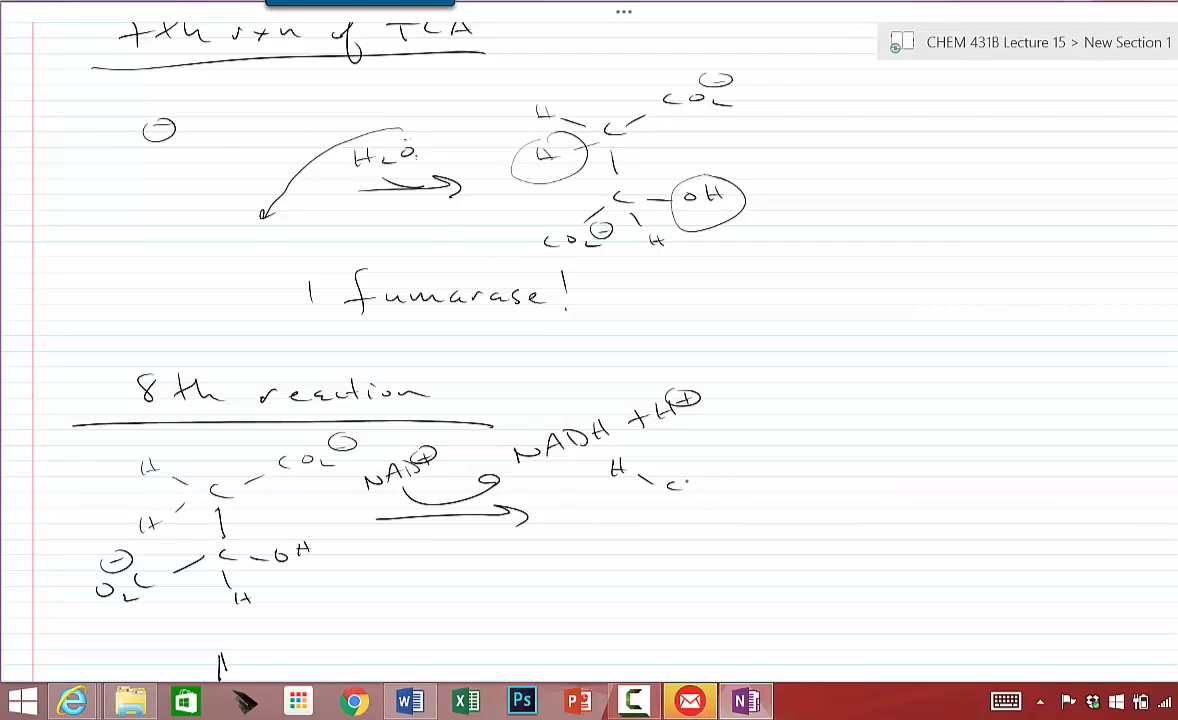 7th rxn of TCA
CHEM 431B Lecture 15 > New Section 1
⊖
H₂Ö:
H
C
CO₂⊖
H
C
OH
CO₂⊖
H
fumarase!
8th reaction
H
C
CO₂⊖
H
⊖O₂C
C
OH
H
NAD⊕
NADH + H⊕
H
C